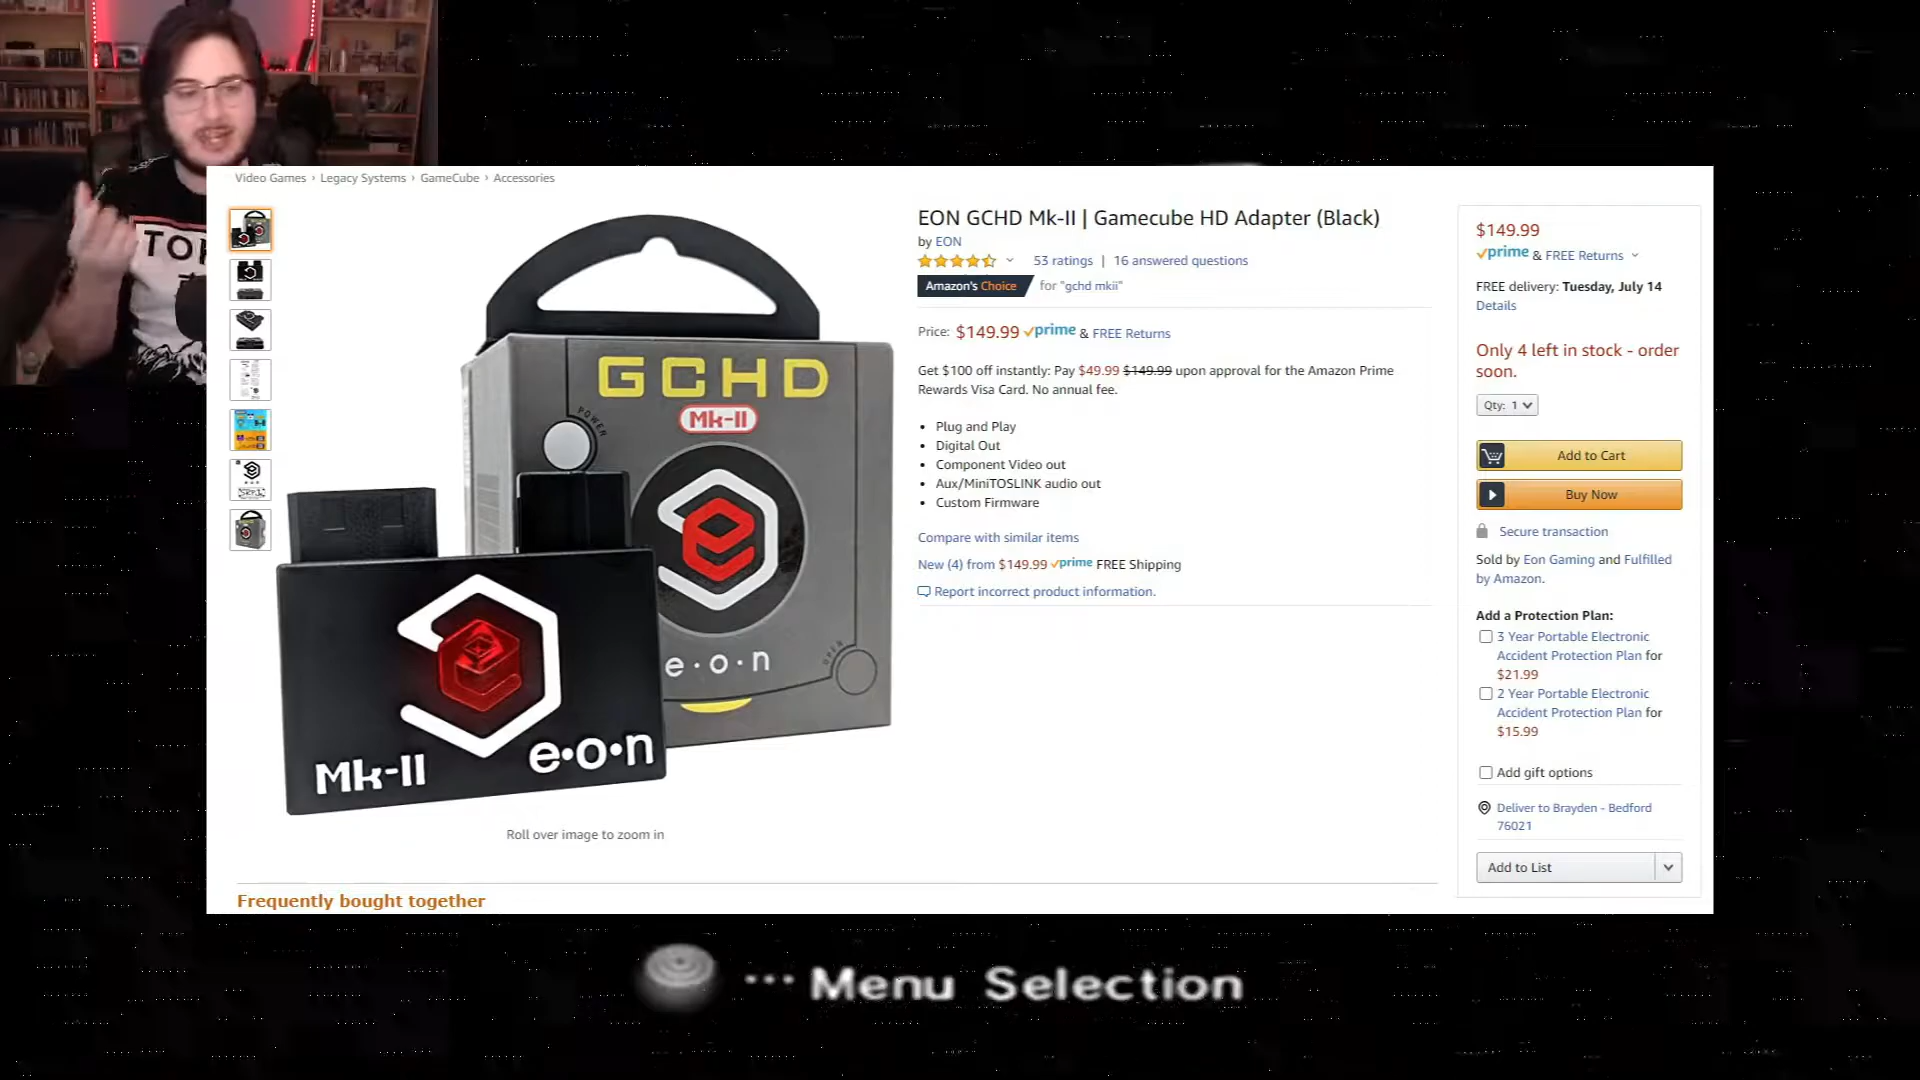 TO
Video Games › Legacy Systems › GameCube › Accessories
GCHD
Mk-II
POWER
e·o·n
OPEN
Mk-II
e·o·n
Roll over image to zoom in
EON GCHD Mk-II | Gamecube HD Adapter (Black)
by EON
53 ratings | 16 answered questions
Amazon's Choice for "gchd mkii"
Price: $149.99 prime & FREE Returns
Get $100 off instantly: Pay $49.99 $149.99 upon approval for the Amazon Prime
Rewards Visa Card. No annual fee.
• Plug and Play
• Digital Out
• Component Video out
• Aux/MiniTOSLINK audio out
• Custom Firmware
Compare with similar items
New (4) from $149.99 prime FREE Shipping
Report incorrect product information.
$149.99
prime & FREE Returns
FREE delivery: Tuesday, July 14
Details
Only 4 left in stock - order
soon.
Qty: 1
Add to Cart
Buy Now
Secure transaction
Sold by Eon Gaming and Fulfilled
by Amazon.
Add a Protection Plan:
3 Year Portable Electronic
Accident Protection Plan for
$21.99
2 Year Portable Electronic
Accident Protection Plan for
$15.99
Add gift options
Deliver to Brayden - Bedford
76021
Add to List
Frequently bought together
··· Menu Selection